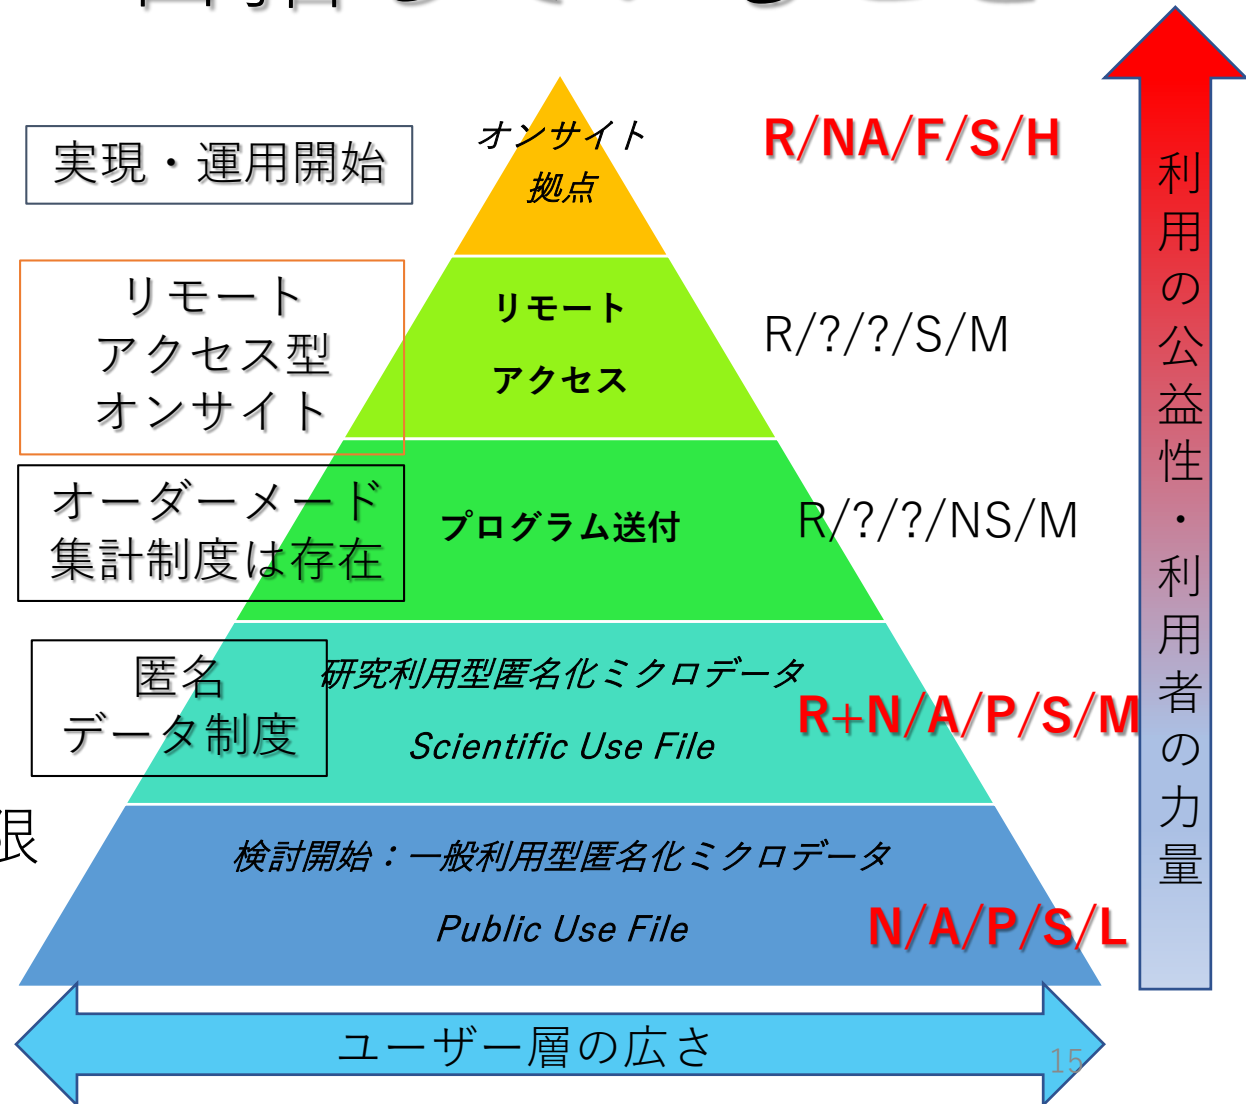 実現・運用開始
オンサイト
拠点
R/NA/F/S/H
リモート
アクセス型
オンサイト
リモート
アクセス
R/?/?/S/M
オーダーメード
集計制度は存在
プログラム送付
R/?/?/NS/M
匿名
データ制度
研究利用型匿名化ミクロデータ
Scientific Use File
R+N/A/P/S/M
限
検討開始：一般利用型匿名化ミクロデータ
Public Use File
N/A/P/S/L
利用の公益性・利用者の力量
ユーザー層の広さ
15